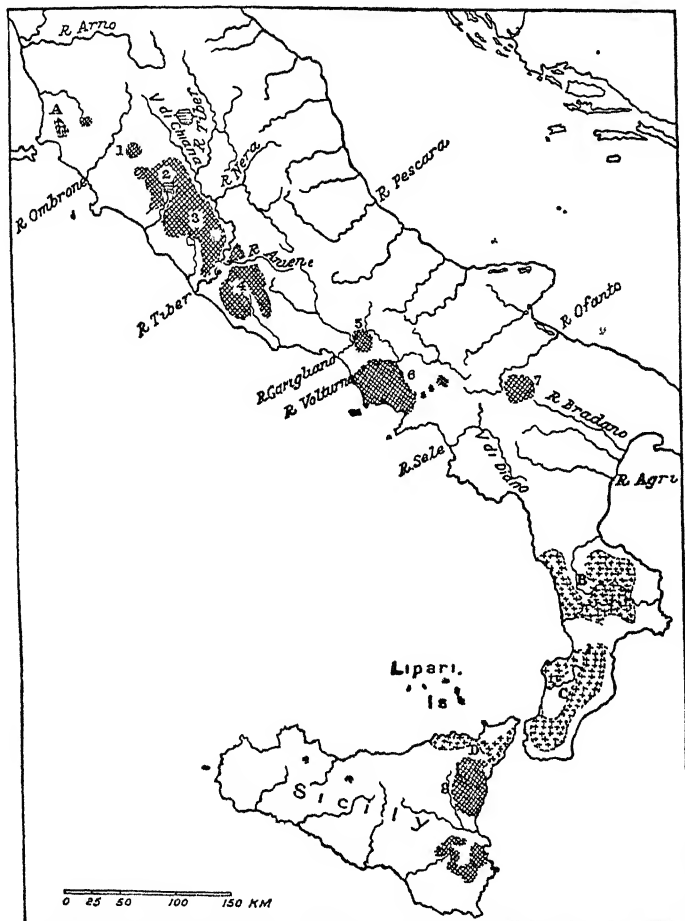 R Arno
A
V di Chiana
R Tiber
1
2
R Nera
R Ombrone
3
R Pescara
R Aniene
4
R Tiber
5
R Ofanto
R Garigliano
6
R Volturno
7
R Bradano
R Sele
V di Diano
R Agri
B
Lipari.
Is
C
D
8
Sicily
0 25 50 100 150 KM